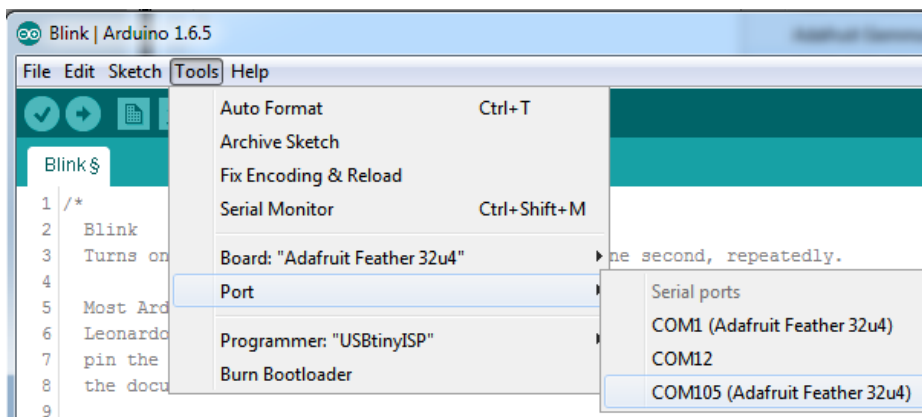 Blink | Arduino 1.6.5
File Edit Sketch Tools Help
Auto Format Ctrl+T
Archive Sketch
Fix Encoding & Reload
Serial Monitor Ctrl+Shift+M
Board: "Adafruit Feather 32u4"
Port
Programmer: "USBtinyISP"
Burn Bootloader
Serial ports
COM1 (Adafruit Feather 32u4)
COM12
COM105 (Adafruit Feather 32u4)
Blink §
1 /*
2 Blink
3 Turns on ne second, repeatedly.
4
5 Most Ard
6 Leonardo
7 pin the
8 the docu
9